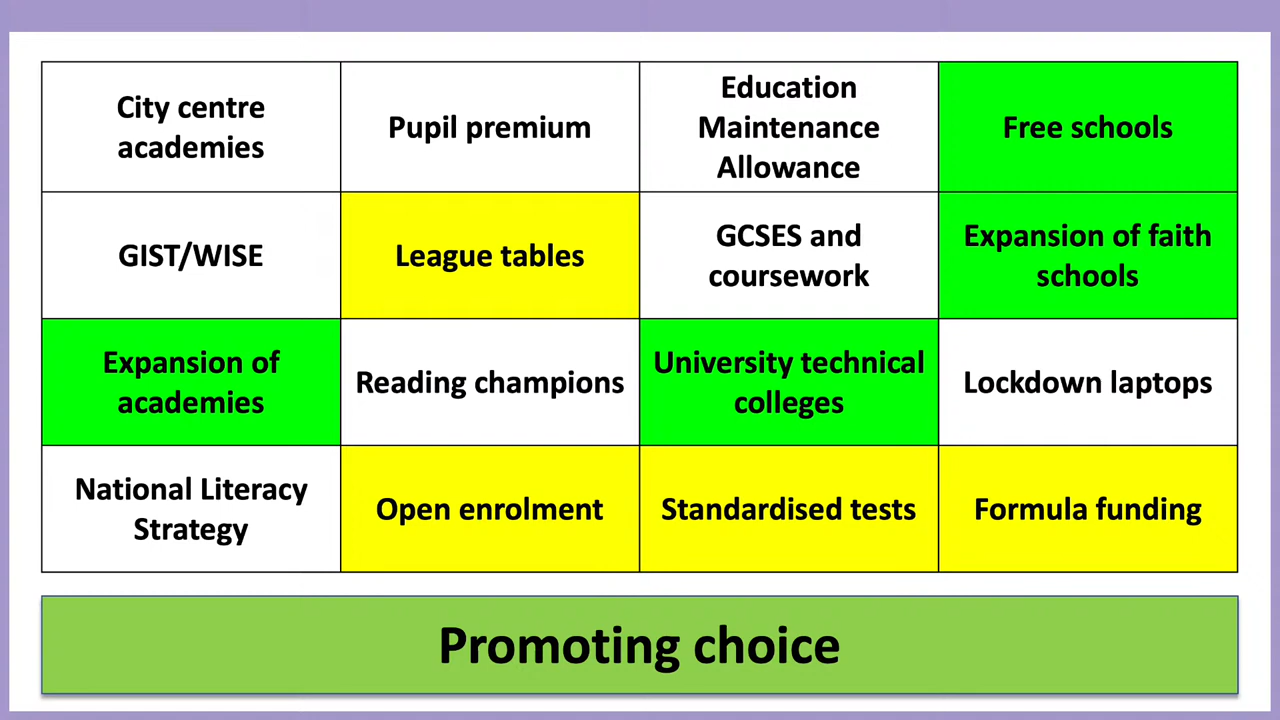 City centre
academies
Pupil premium
Education
Maintenance
Allowance
Free schools
GIST/WISE
League tables
GCSES and
coursework
Expansion of faith
schools
Expansion of
academies
Reading champions
University technical
colleges
Lockdown laptops
National Literacy
Strategy
Open enrolment
Standardised tests
Formula funding
Promoting choice